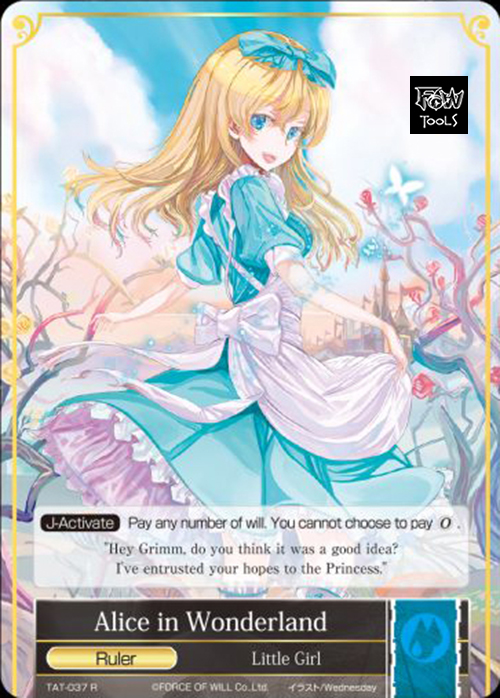 FOW
TOOLS
J-Activate Pay any number of will. You cannot choose to pay 0 .
"Hey Grimm, do you think it was a good idea?
I've entrusted your hopes to the Princess."
Alice in Wonderland
Ruler Little Girl
TAT-037 R ©FORCE OF WILL Co.,Ltd. イラスト/Wednesday